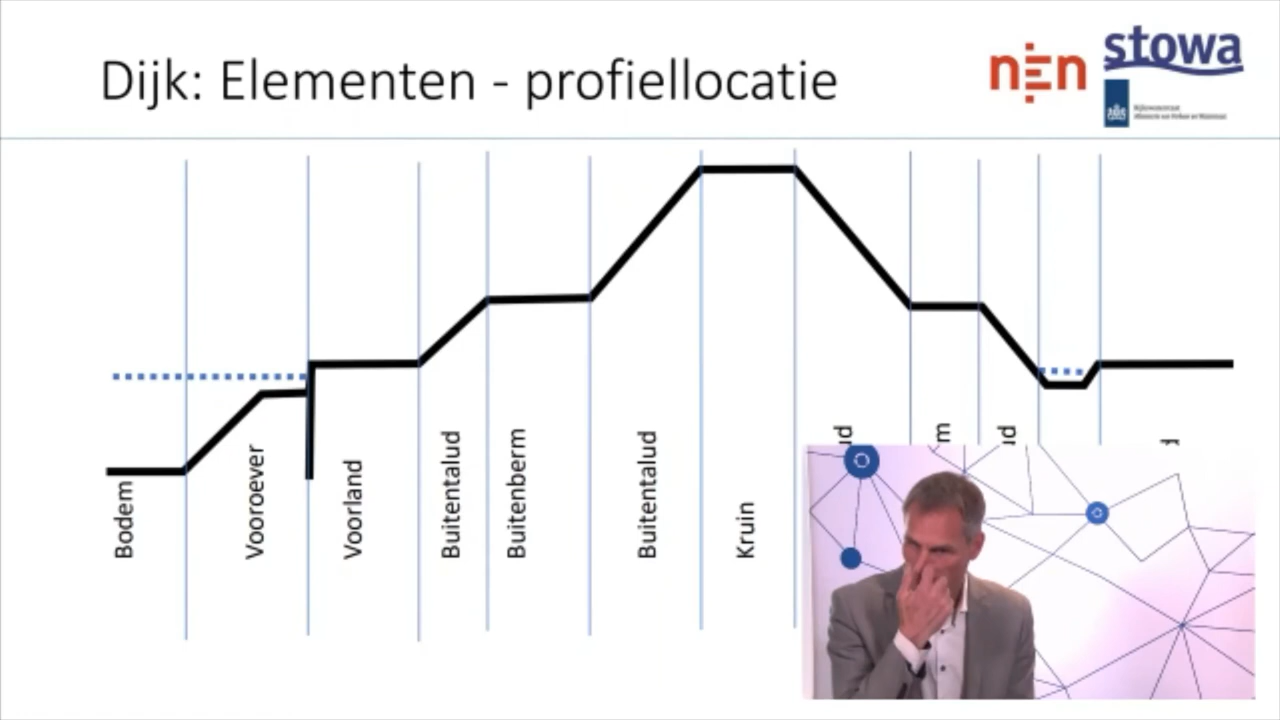 Dijk: Elementen - profiellocatie
nEn
stowa
Bodem
Vooroever
Voorland
Buitentalud
Buitenberm
Buitentalud
Kruin